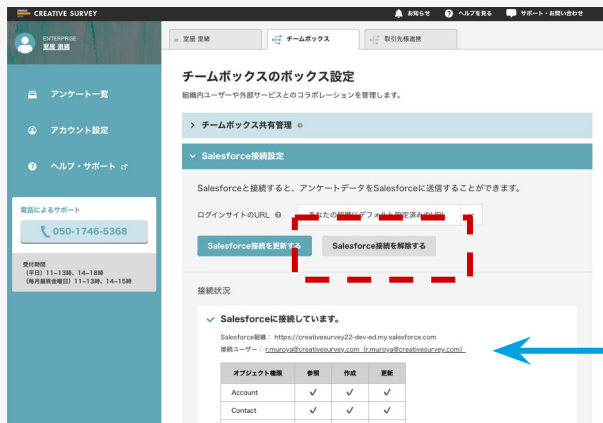 CREATIVE SURVEY
お知らせ
ヘルプを見る
サポート・お問い合わせ
ENTERPRISE
室屋 里緒
室屋 里緒
チームボックス
取引先様連携
チームボックスのボックス設定
組織内ユーザーや外部サービスとのコラボレーションを管理します。
アンケート一覧
アカウント設定
ヘルプ・サポート
電話によるサポート
050-1746-5368
受付時間
(平日) 11-13時、14-18時
(毎月最終金曜日) 11-13時、14-15時
チームボックス共有管理
Salesforce接続設定
Salesforceと接続すると、アンケートデータをSalesforceに送信することができます。
ログインサイトのURL
あなたの組織にデフォルト設定済みのURL
Salesforce接続を更新する
Salesforce接続を解除する
接続状況
Salesforceに接続しています。
Salesforce組織： https://creativesurvey22-dev-ed.my.salesforce.com
接続ユーザー： r.muroya@creativesurvey.com (r.muroya@creativesurvey.com)
オブジェクト権限 参照 作成 更新
Account ✓ ✓ ✓
Contact ✓ ✓ ✓